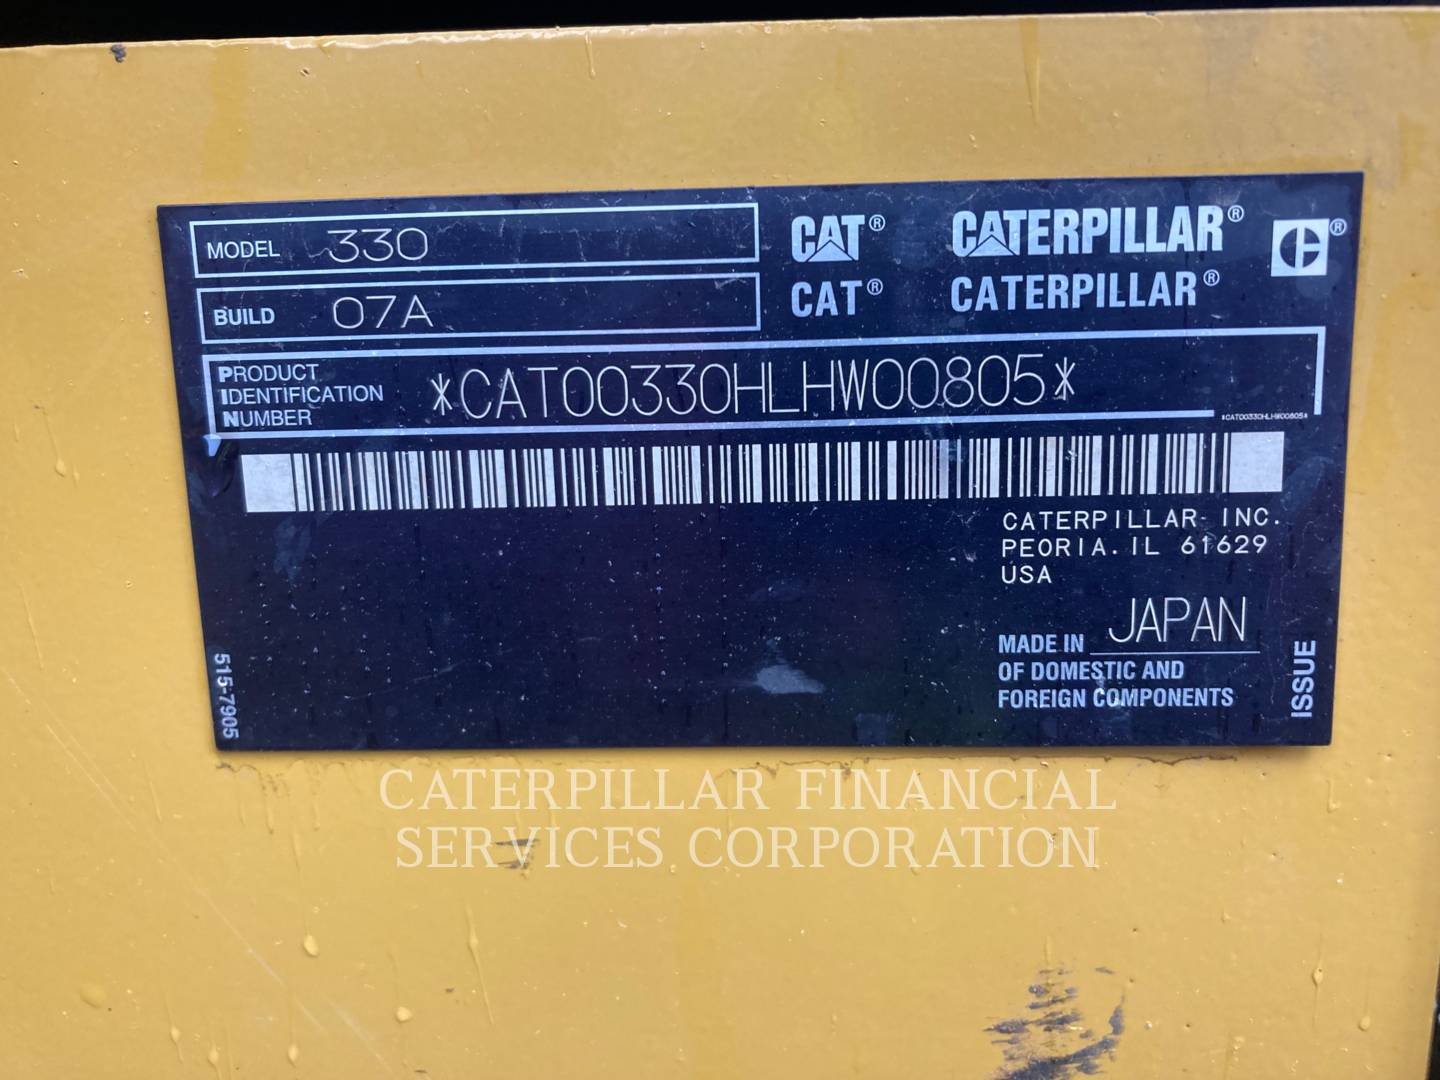 MODEL 330
BUILD 07A
CAT® CATERPILLAR® ®
CAT® CATERPILLAR®
PRODUCT
IDENTIFICATION
NUMBER
*CAT00330HLHW00805*
*CAT00330HLHW00805*
CATERPILLAR INC.
PEORIA. IL 61629
USA
MADE IN JAPAN
OF DOMESTIC AND
FOREIGN COMPONENTS
ISSUE
515-7905
CATERPILLAR FINANCIAL
SERVICES CORPORATION